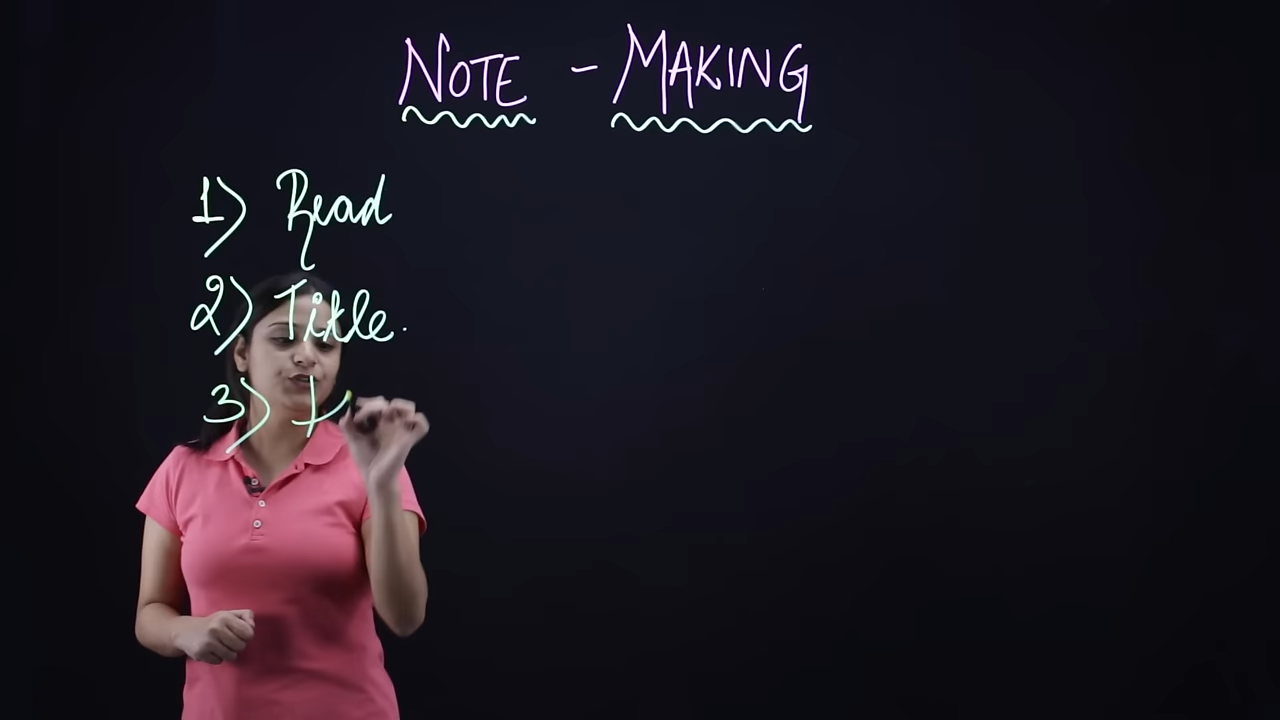 NOTE - MAKING
1) Read
2) Title.
3)